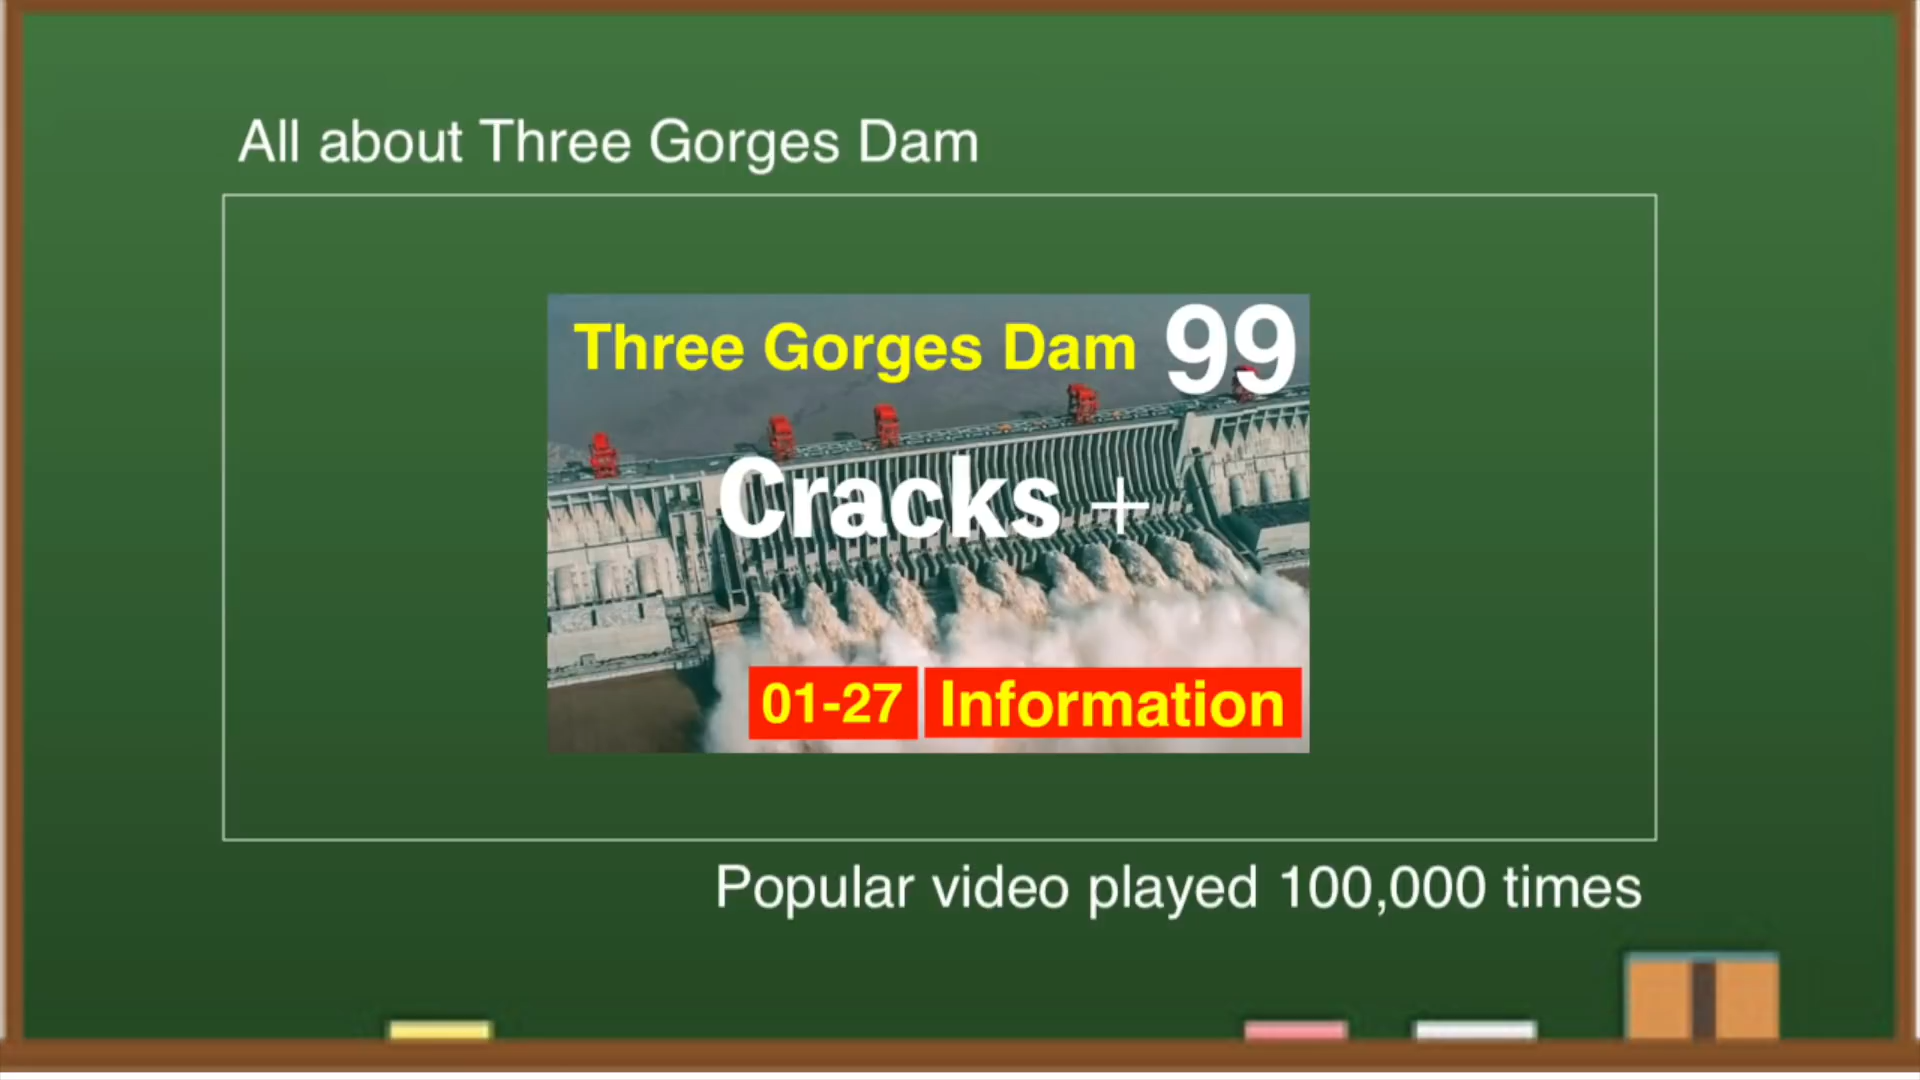 All about Three Gorges Dam
Three Gorges Dam 99
Cracks +
01-27 Information
Popular video played 100,000 times